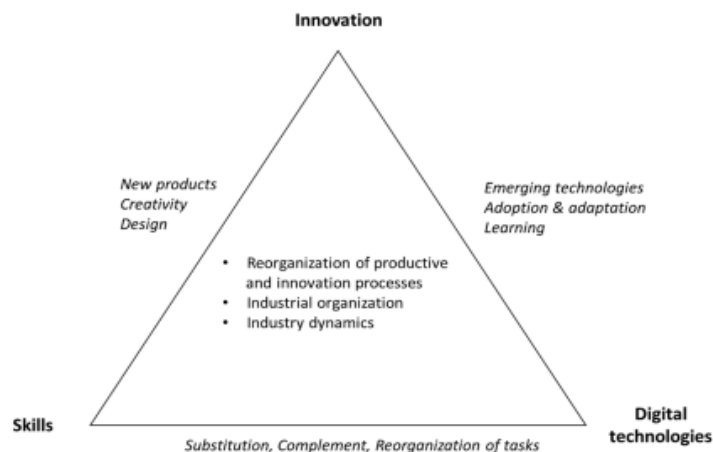 Innovation
New products
Creativity
Design
Emerging technologies
Adoption & adaptation
Learning
• Reorganization of productive
and innovation processes
• Industrial organization
• Industry dynamics
Skills
Digital
technologies
Substitution, Complement, Reorganization of tasks